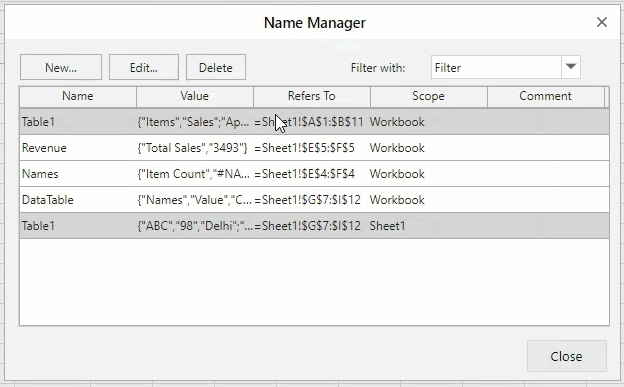 Name Manager
New... Edit... Delete Filter with: Filter
Name Value Refers To Scope Comment
Table1 {"Items","Sales";"Ap... =Sheet1!$A$1:$B$11 Workbook
Revenue {"Total Sales","3493"} =Sheet1!$E$5:$F$5 Workbook
Names {"Item Count","#NA... =Sheet1!$E$4:$F$4 Workbook
DataTable {"Names","Value","C... =Sheet1!$G$7:$I$12 Workbook
Table1 {"ABC","98","Delhi";"... =Sheet1!$G$7:$I$12 Sheet1
Close